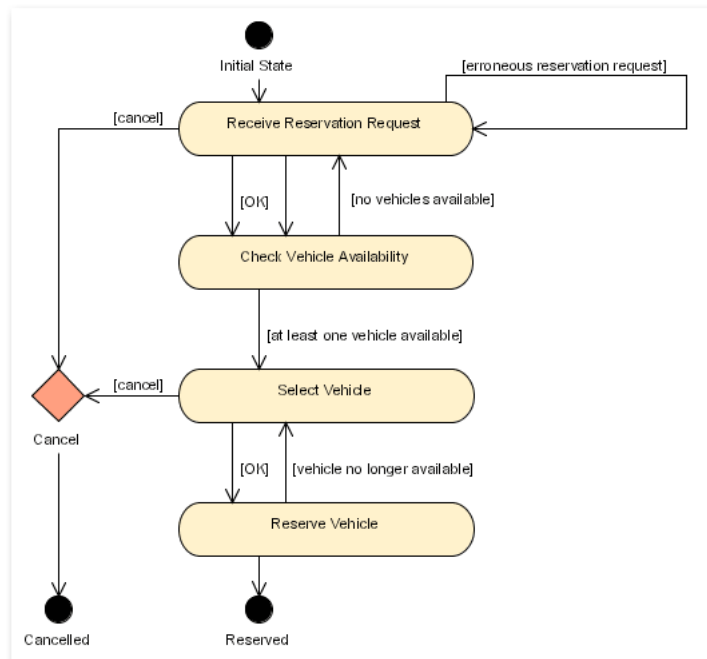 Initial State
[erroneous reservation request]
[cancel]
Receive Reservation Request
[OK]
[no vehicles available]
Check Vehicle Availability
[at least one vehicle available]
[cancel]
Select Vehicle
Cancel
[OK]
[vehicle no longer available]
Reserve Vehicle
Cancelled
Reserved